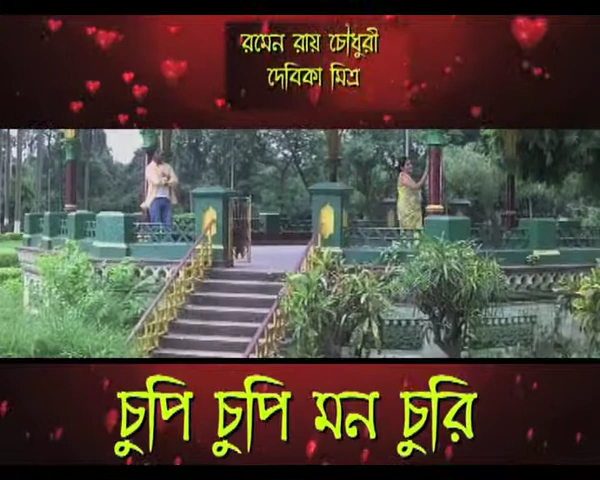 রমেন রায় চৌধুরী
দেবিকা মিত্র
চুপি চুপি মন চুরি